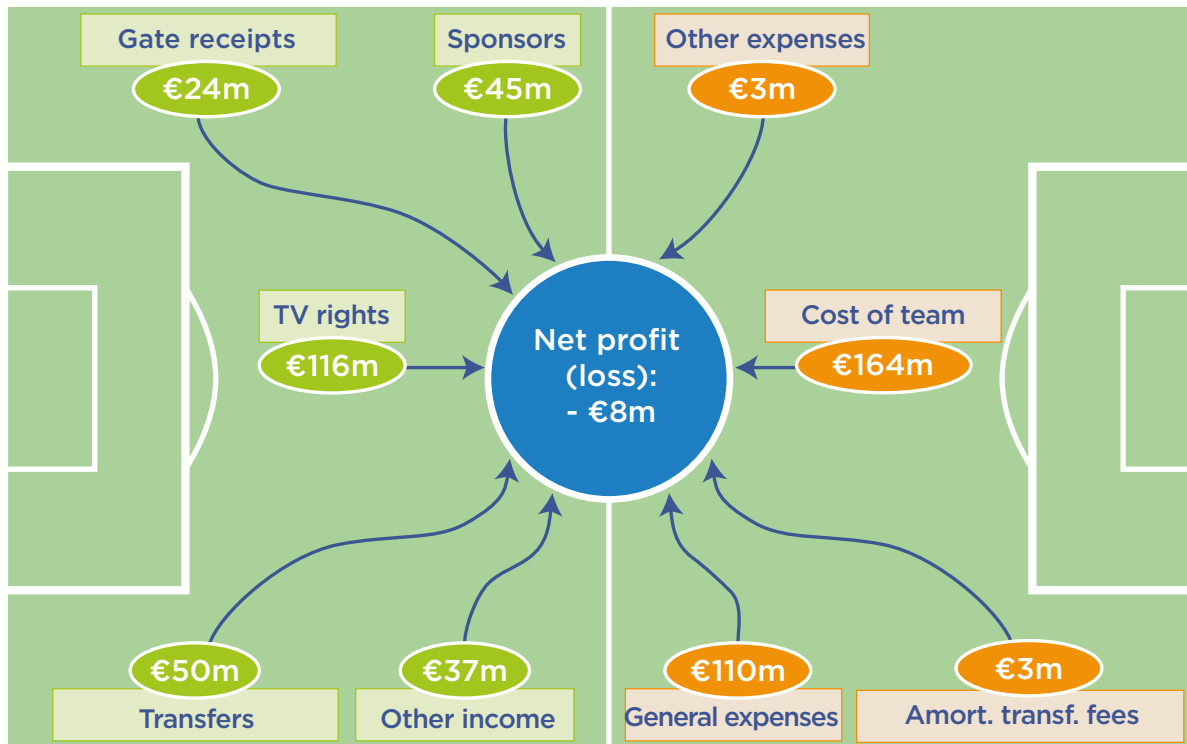 Gate receipts
€24m
Sponsors
€45m
Other expenses
€3m
TV rights
€116m
Net profit
(loss):
- €8m
Cost of team
€164m
€50m
Transfers
€37m
Other income
€110m
General expenses
€3m
Amort. transf. fees